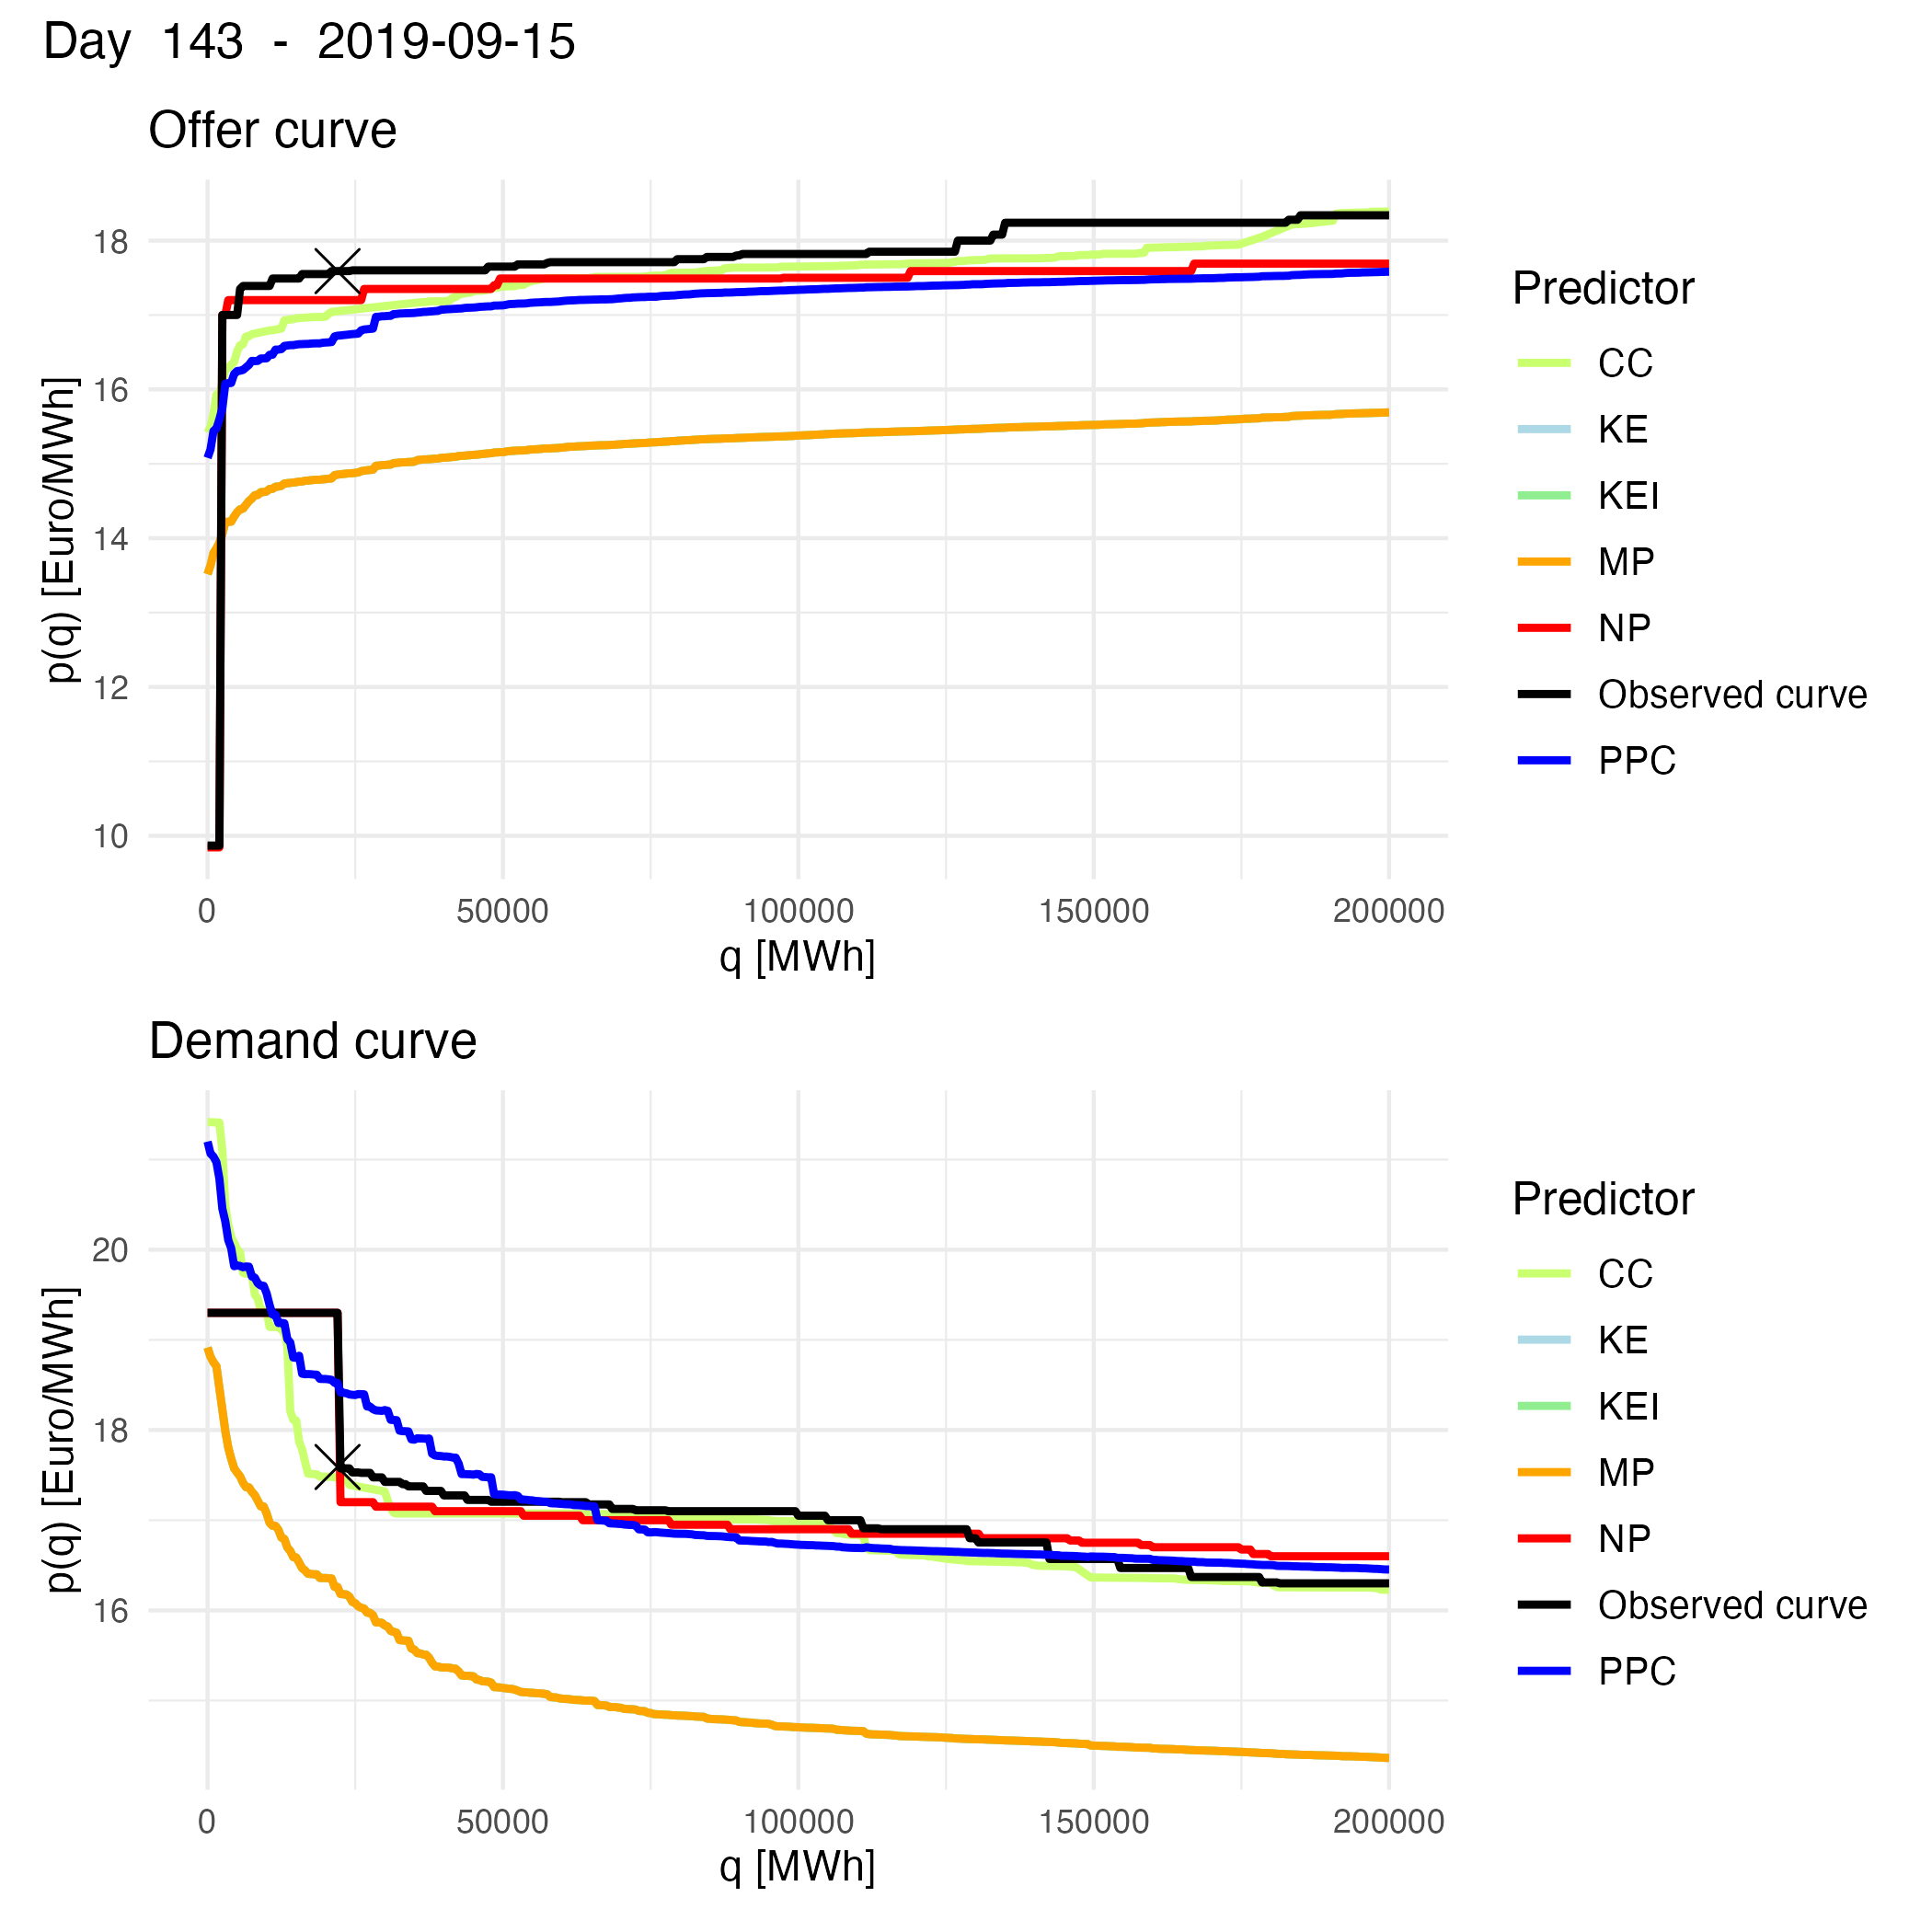 Day 143 - 2019-09-15
Offer curve
18
16
14
12
10
p(q) [Euro/MWh]
0 50000 100000 150000 200000
q [MWh]
Predictor
CC
KE
KEI
MP
NP
Observed curve
PPC
Demand curve
20
18
16
p(q) [Euro/MWh]
0 50000 100000 150000 200000
q [MWh]
Predictor
CC
KE
KEI
MP
NP
Observed curve
PPC